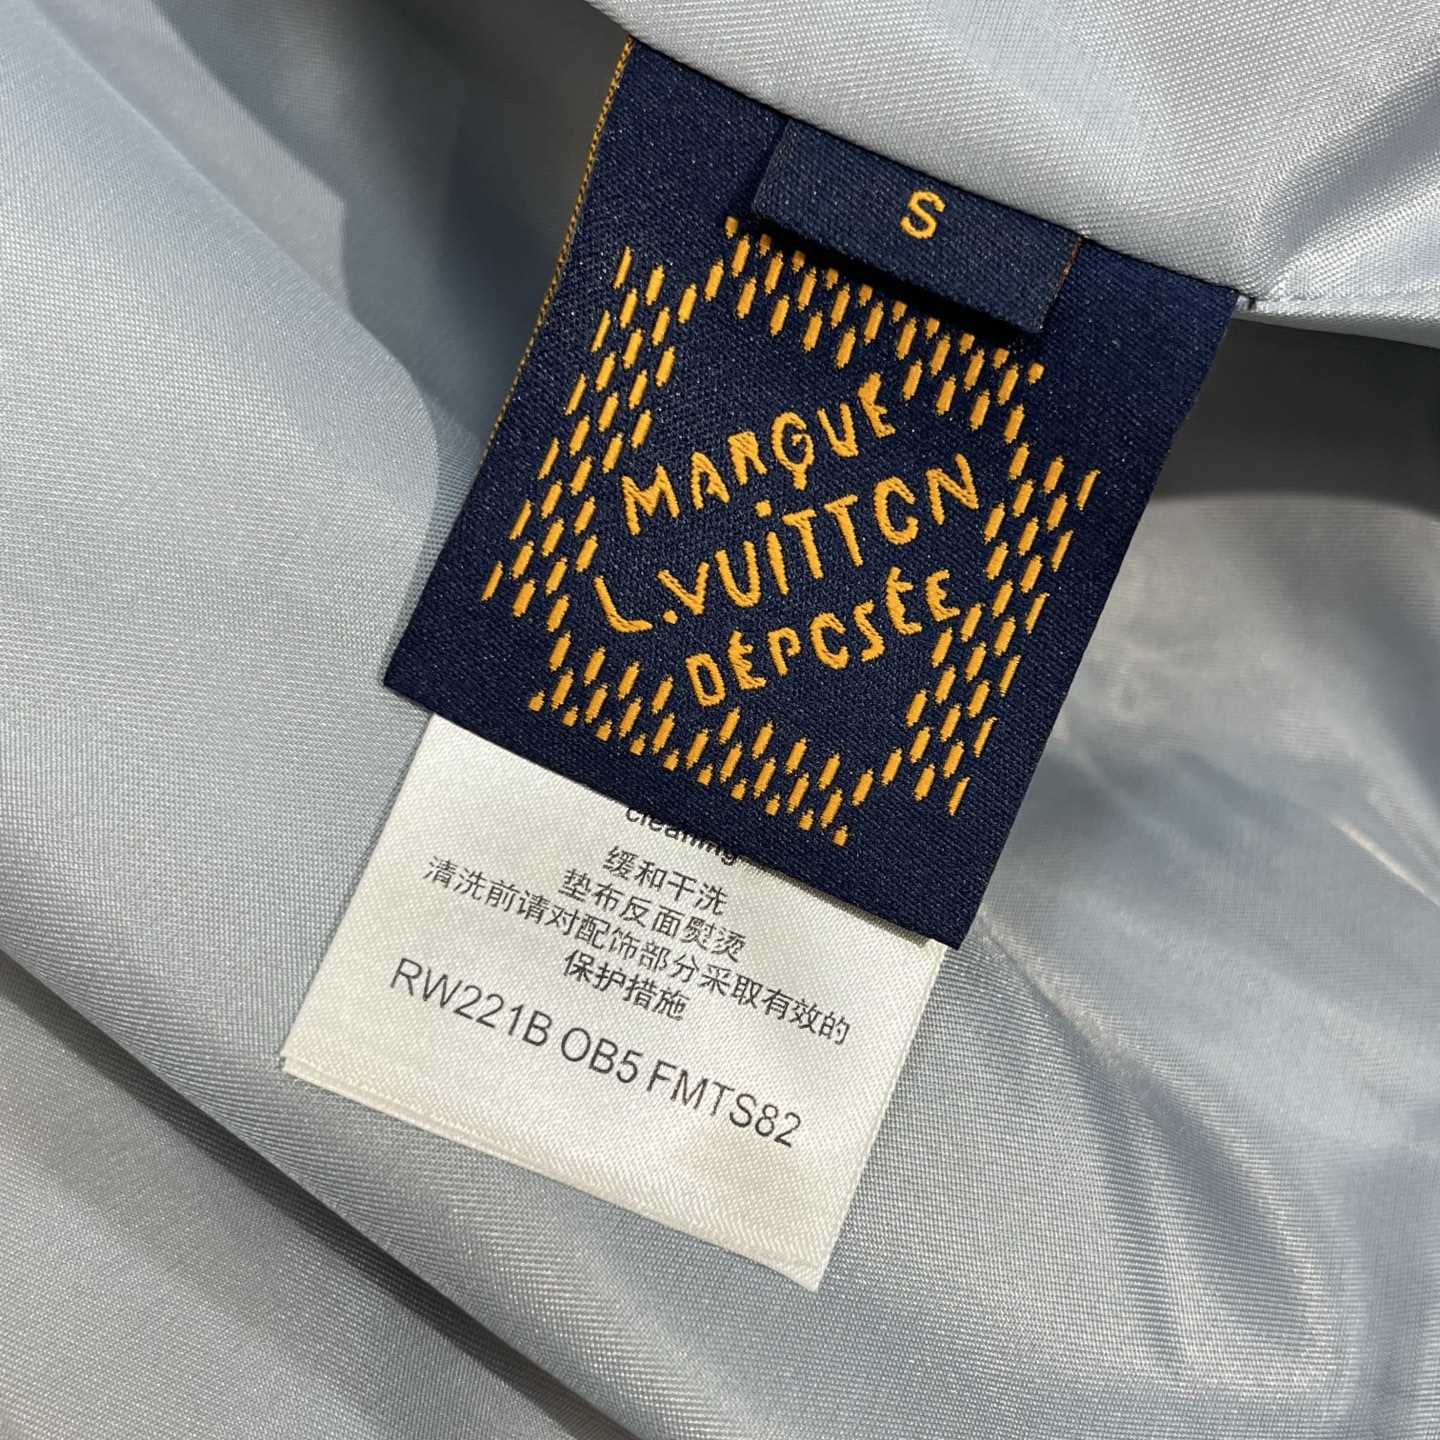 S
MARQUE
L.VUiTTON
DÉPOSÉE
cleaning
缓和干洗
垫布反面熨烫
清洗前请对配饰部分采取有效的
保护措施
RW221B OB5 FMTS82